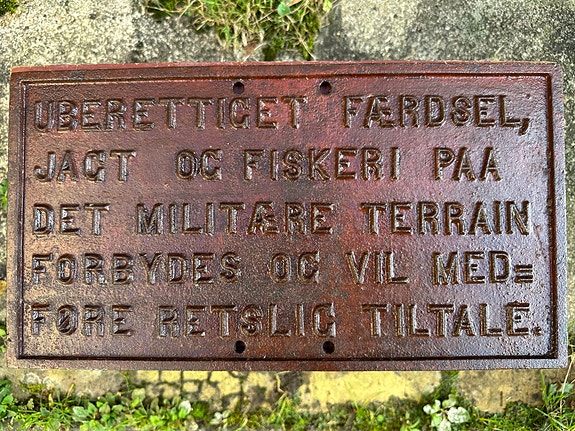 UBERETTIGET FÆRDSEL,
JAGT OG FISKERI PAA
DET MILITÆRE TERRAIN
FORBYDES OG VIL MED=
FØRE RETSLIG TILTALE.